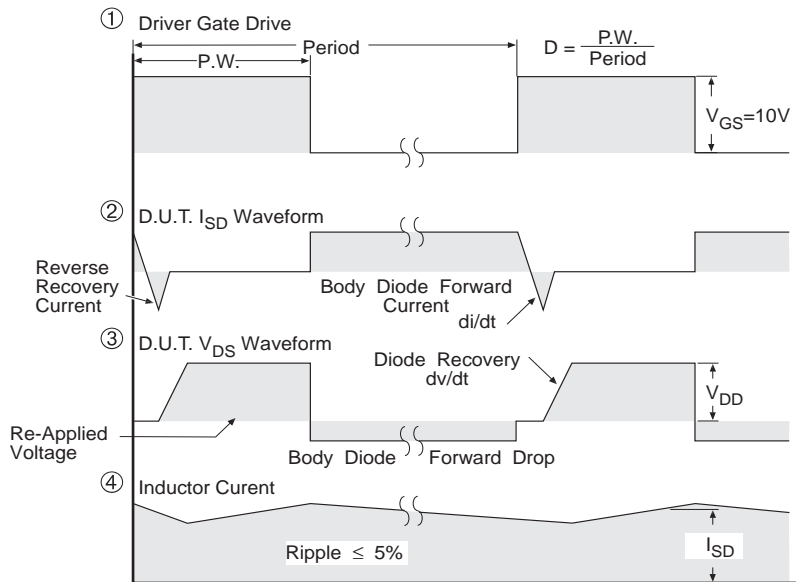 ① Driver Gate Drive
Period
P.W.
D = P.W.
Period
V_GS=10V
② D.U.T. I_SD Waveform
Reverse
Recovery
Current
Body Diode Forward
Current
di/dt
③ D.U.T. V_DS Waveform
Diode Recovery
dv/dt
V_DD
Re-Applied
Voltage
Body Diode Forward Drop
④ Inductor Curent
Ripple ≤ 5%
I_SD